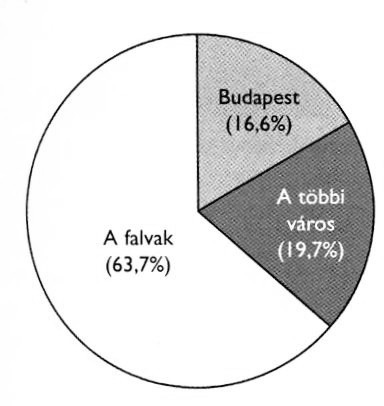 Budapest
(16,6%)
A többi
város
(19,7%)
A falvak
(63,7%)